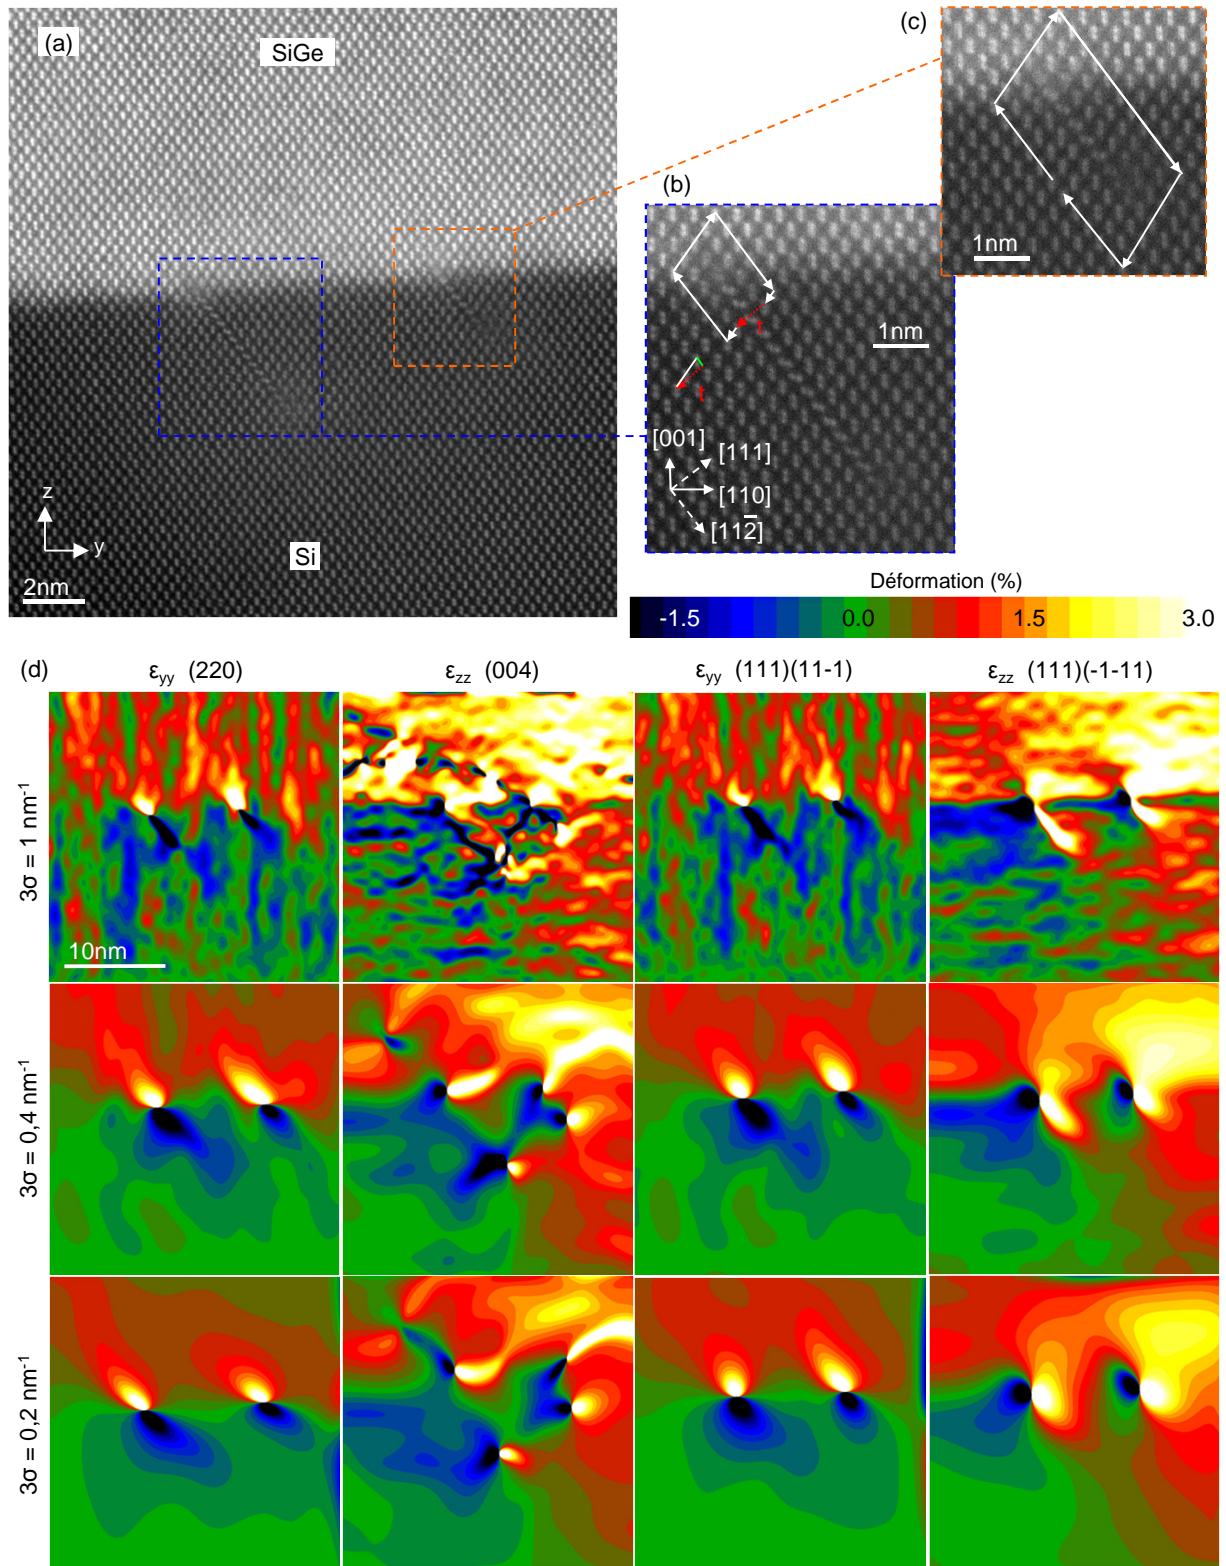 (a)
SiGe
z
y
2nm
Si
(b)
t
1nm
t
[001]
[111]
[110]
[112̅]
(c)
1nm
Déformation (%)
-1.5 0.0 1.5 3.0
(d)
εyy (220)
εzz (004)
εyy (111)(11-1)
εzz (111)(-1-11)
3σ = 1 nm-1
10nm
3σ = 0,4 nm-1
3σ = 0,2 nm-1